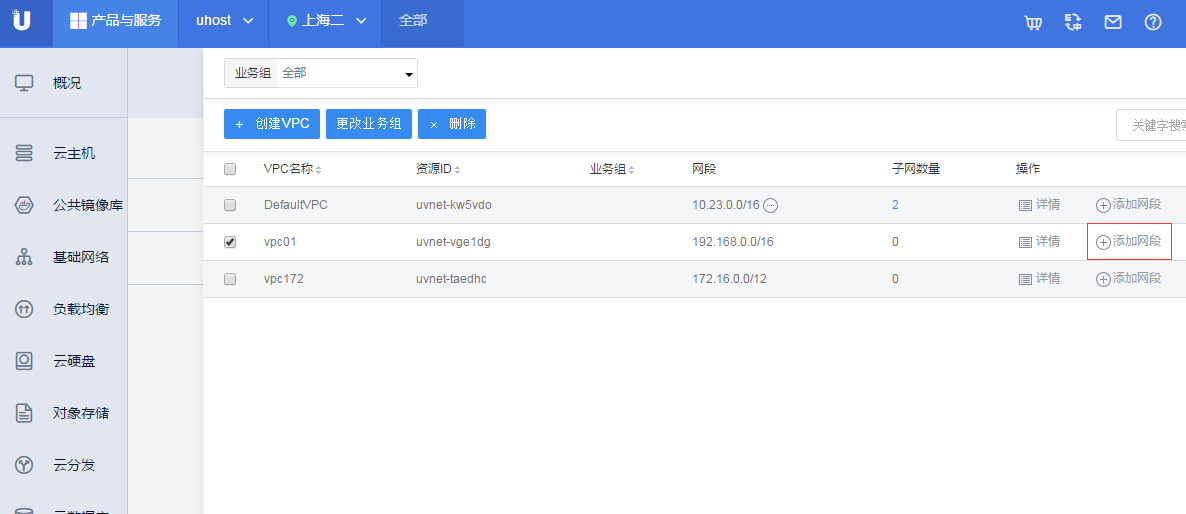 U 产品与服务 uhost 上海二 全部
概况
云主机
公共镜像库
基础网络
负载均衡
云硬盘
对象存储
云分发
业务组 全部
+ 创建VPC 更改业务组 × 删除
VPC名称 资源ID 业务组 网段 子网数量 操作
DefaultVPC uvnet-kw5vdo 10.23.0.0/16 2 详情 添加网段
vpc01 uvnet-vge1dg 192.168.0.0/16 0 详情 添加网段
vpc172 uvnet-taedhc 172.16.0.0/12 0 详情 添加网段
关键字搜